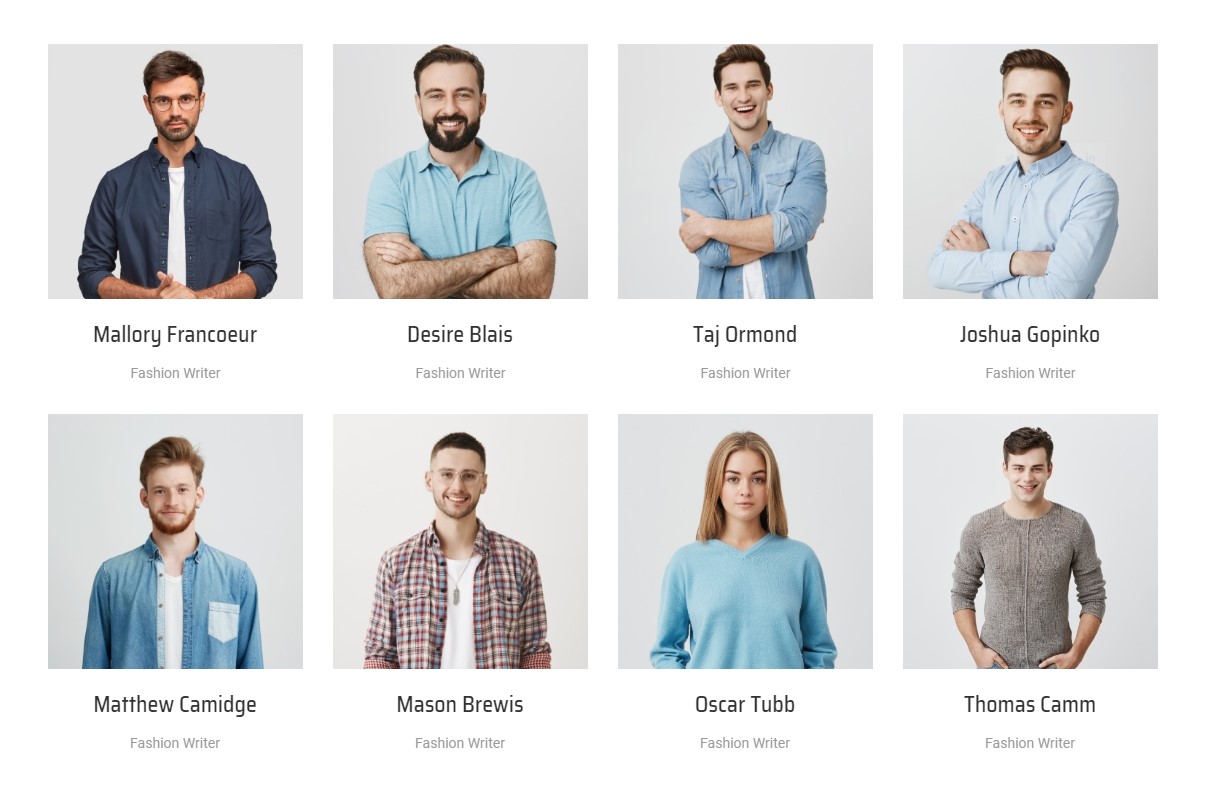 Mallory Francoeur
Desire Blais
Taj Ormond
Joshua Gopinko
Fashion Writer
Fashion Writer
Fashion Writer
Fashion Writer
Matthew Camidge
Mason Brewis
Oscar Tubb
Thomas Camm
Fashion Writer
Fashion Writer
Fashion Writer
Fashion Writer